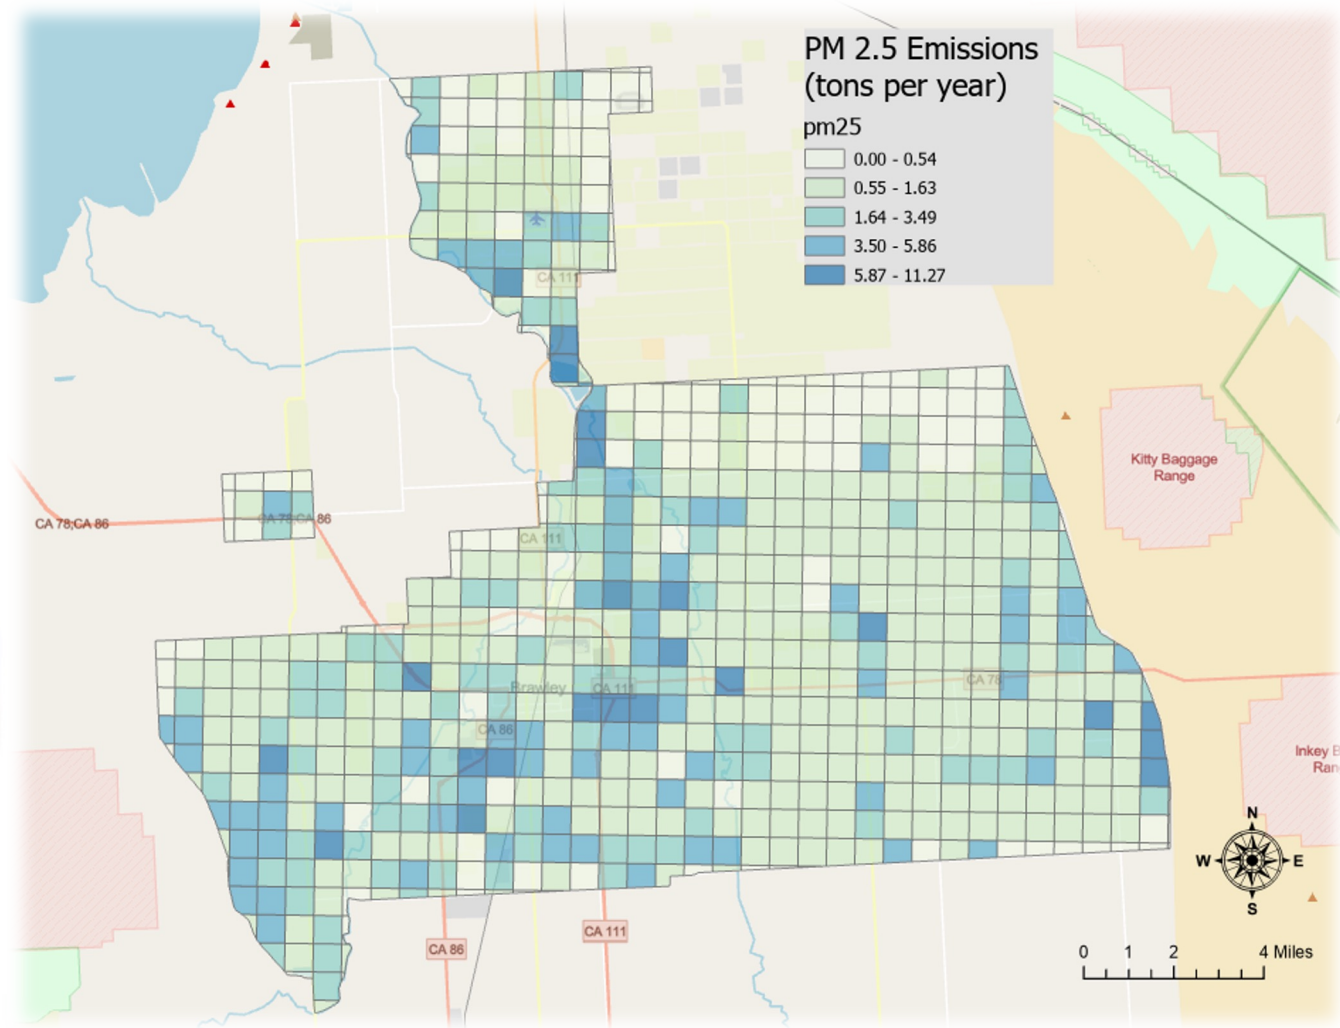 PM 2.5 Emissions
(tons per year)
pm25
0.00 - 0.54
0.55 - 1.63
1.64 - 3.49
3.50 - 5.86
5.87 - 11.27
CA 111
Kitty Baggage
Range
CA 78;CA 86
CA 78;CA 86
CA 111
CA 78
Brawley
CA 111
CA 86
Inkey B
Ran
N
W
E
S
CA 111
CA 86
0 1 2 4 Miles